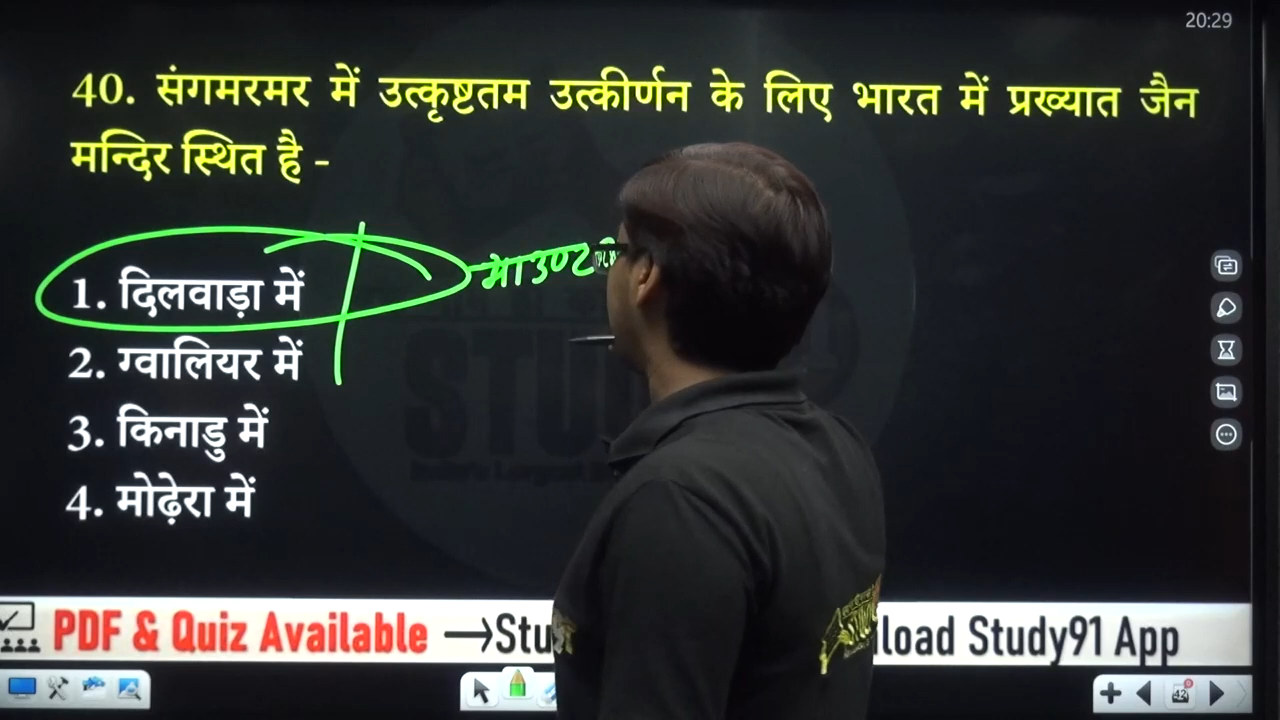 20:29
40. संगमरमर में उत्कृष्टतम उत्कीर्णन के लिए भारत में प्रख्यात जैन
मन्दिर स्थित है -
1. दिलवाड़ा में
माउण्ट
2. ग्वालियर में
3. किनाडु में
4. मोढ़ेरा में
PDF & Quiz Available →Stu load Study91 App